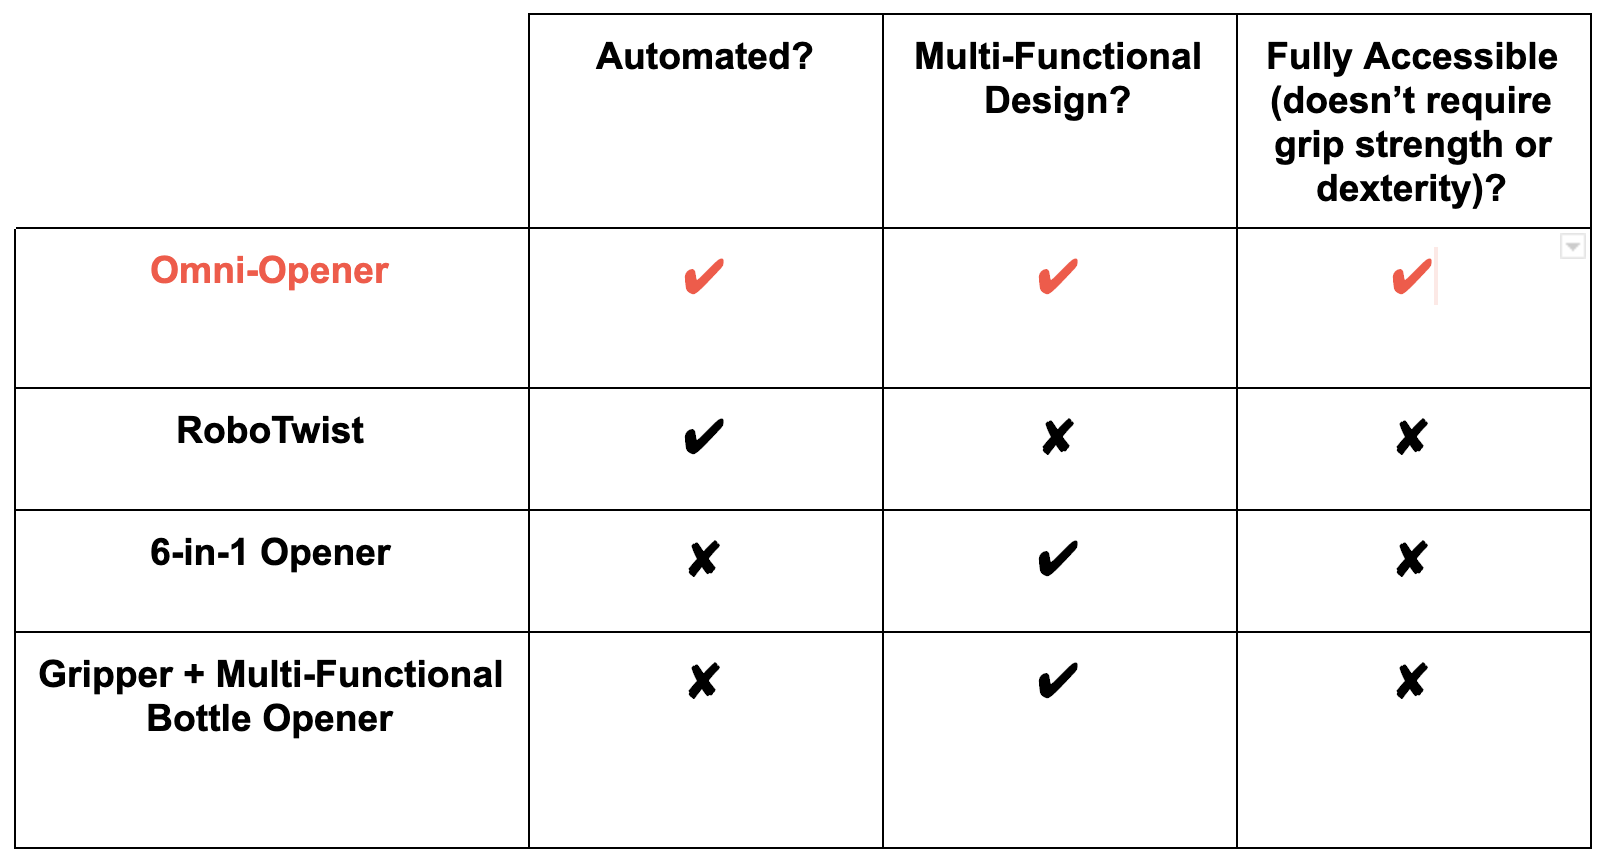 Automated?
Multi-Functional
Design?
Fully Accessible
(doesn’t require
grip strength or
dexterity)?
Omni-Opener
✔
✔
✔
RoboTwist
✔
✘
✘
6-in-1 Opener
✘
✔
✘
Gripper + Multi-Functional
Bottle Opener
✘
✔
✘